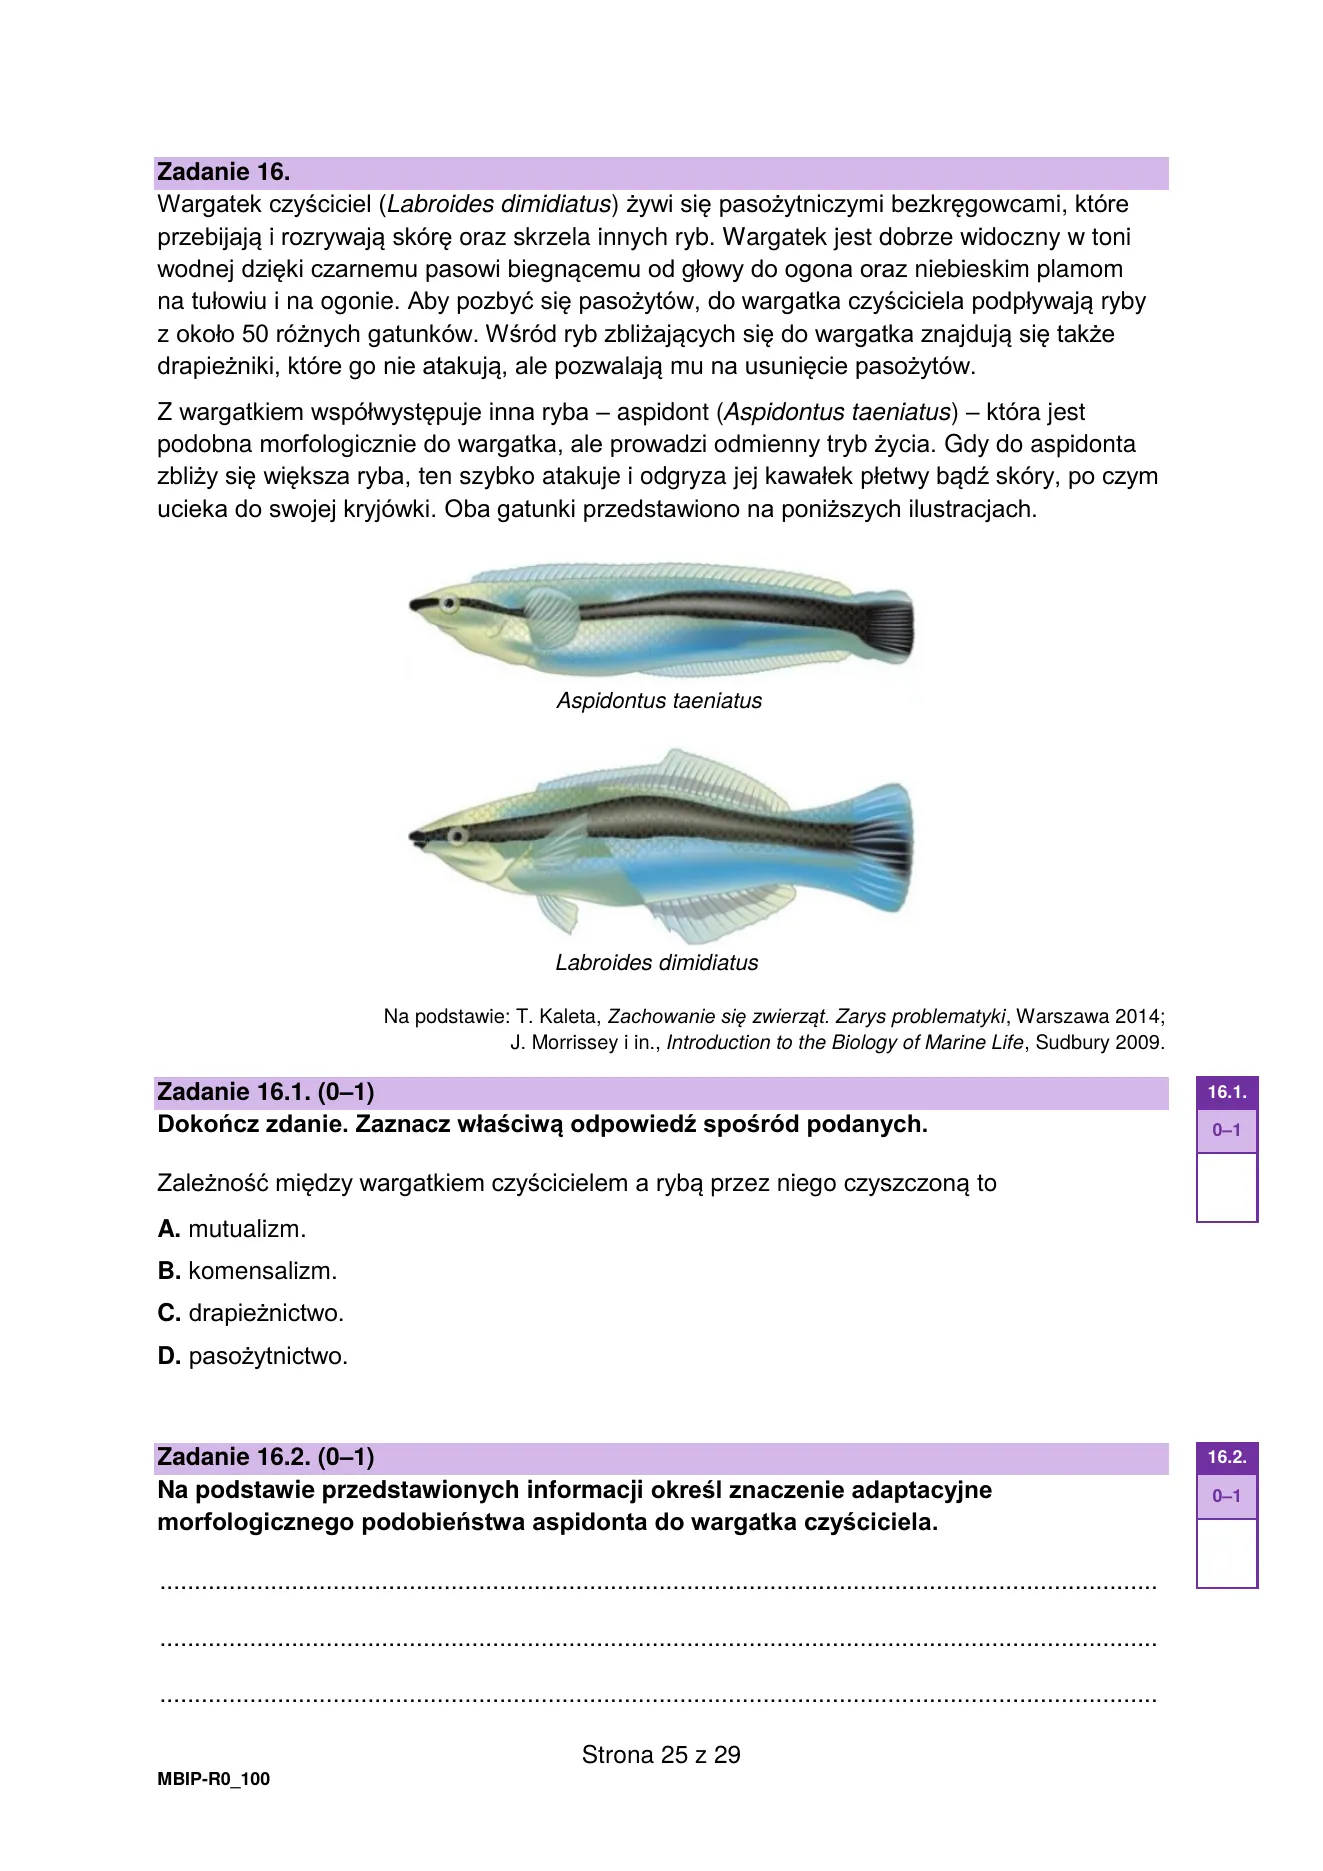 Zadanie 16.
Wargatek czyściciel (Labroides dimidiatus) żywi się pasożytniczymi bezkręgowcami, które
przebijają i rozrywają skórę oraz skrzela innych ryb. Wargatek jest dobrze widoczny w toni
wodnej dzięki czarnemu pasowi biegnącemu od głowy do ogona oraz niebieskim plamom
na tułowiu i na ogonie. Aby pozbyć się pasożytów, do wargatka czyściciela podpływają ryby
z około 50 różnych gatunków. Wśród ryb zbliżających się do wargatka znajdują się także
drapieżniki, które go nie atakują, ale pozwalają mu na usunięcie pasożytów.
Z wargatkiem współwystępuje inna ryba – aspidont (Aspidontus taeniatus) – która jest
podobna morfologicznie do wargatka, ale prowadzi odmienny tryb życia. Gdy do aspidonta
zbliży się większa ryba, ten szybko atakuje i odgryza jej kawałek płetwy bądź skóry, po czym
ucieka do swojej kryjówki. Oba gatunki przedstawiono na poniższych ilustracjach.
Aspidontus taeniatus
Labroides dimidiatus
Na podstawie: T. Kaleta, Zachowanie się zwierząt. Zarys problematyki, Warszawa 2014;
J. Morrissey i in., Introduction to the Biology of Marine Life, Sudbury 2009.
Zadanie 16.1. (0–1)
16.1.
Dokończ zdanie. Zaznacz właściwą odpowiedź spośród podanych.
0–1
Zależność między wargatkiem czyścicielem a rybą przez niego czyszczoną to
A. mutualizm.
B. komensalizm.
C. drapieżnictwo.
D. pasożytnictwo.
Zadanie 16.2. (0–1)
16.2.
Na podstawie przedstawionych informacji określ znaczenie adaptacyjne
0–1
morfologicznego podobieństwa aspidonta do wargatka czyściciela.
Strona 25 z 29
MBIP-R0_100